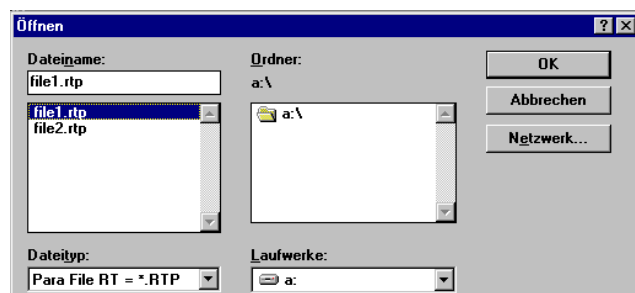 Öffnen
Dateiname:
file1.rtp
file1.rtp
file2.rtp
Dateityp:
Para File RT = *.RTP
Ordner:
a:\
a:\
Laufwerke:
a:
OK
Abbrechen
Netzwerk...